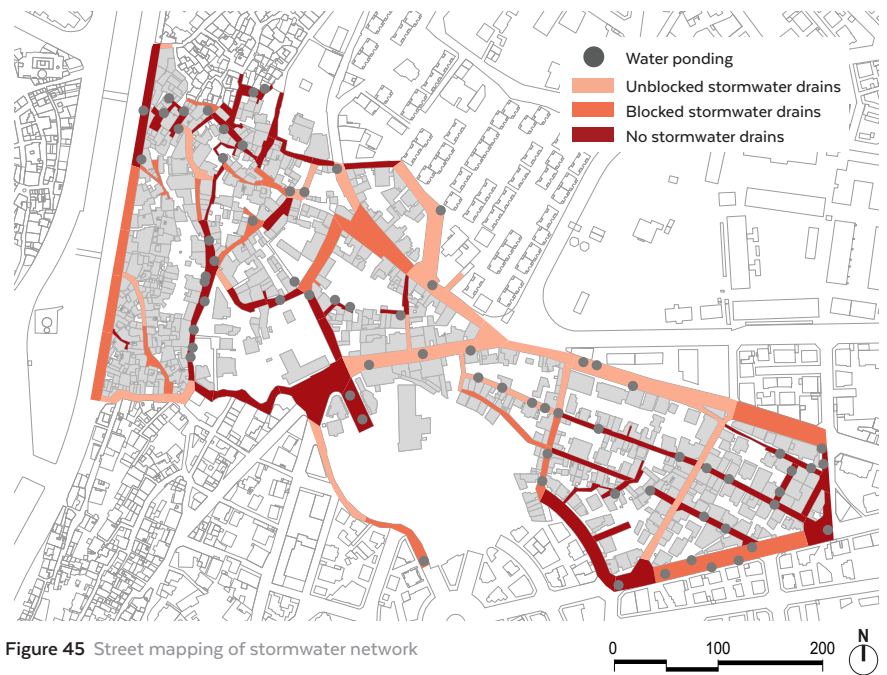 Water ponding
Unblocked stormwater drains
Blocked stormwater drains
No stormwater drains
Figure 45 Street mapping of stormwater network
0 100 200
N